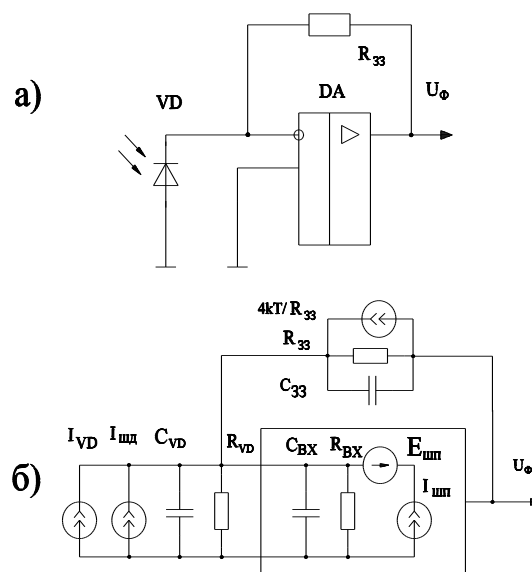 а)
VD
DA
R33
UФ
б)
4kT/R33
R33
C33
IVD
IШД
CVD
RVD
CВХ
RВХ
EШП
IШП
UФ